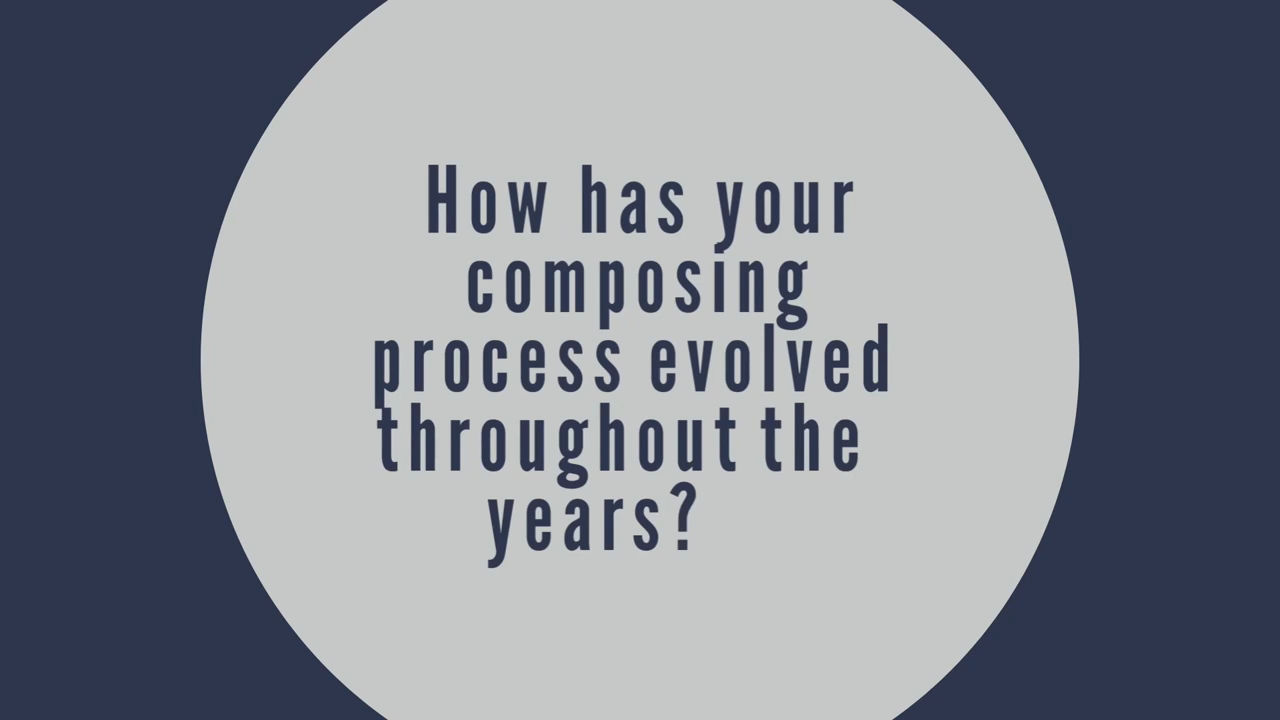 How has your
composing
process evolved
throughout the
years?